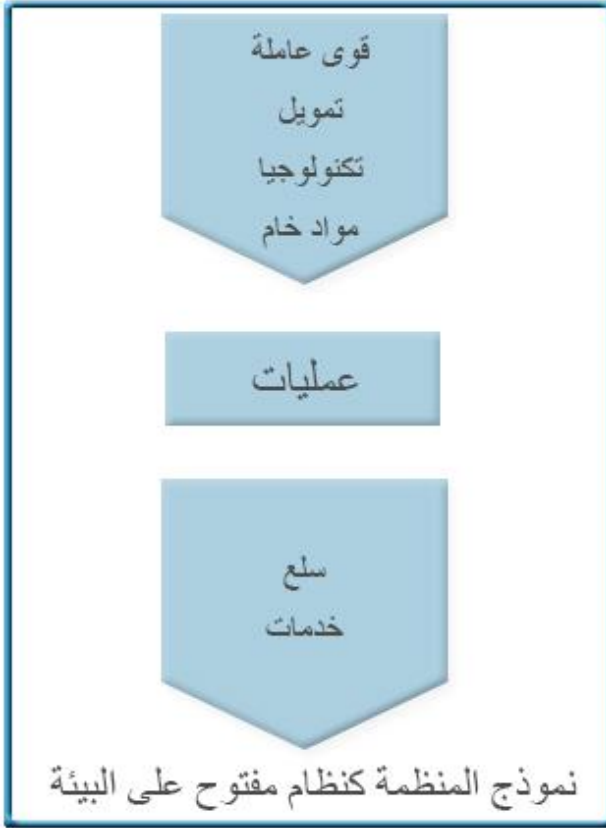 قوى عاملة
تمويل
تكنولوجيا
مواد خام
عمليات
سلع
خدمات
نموذج المنظمة كنظام مفتوح على البيئة